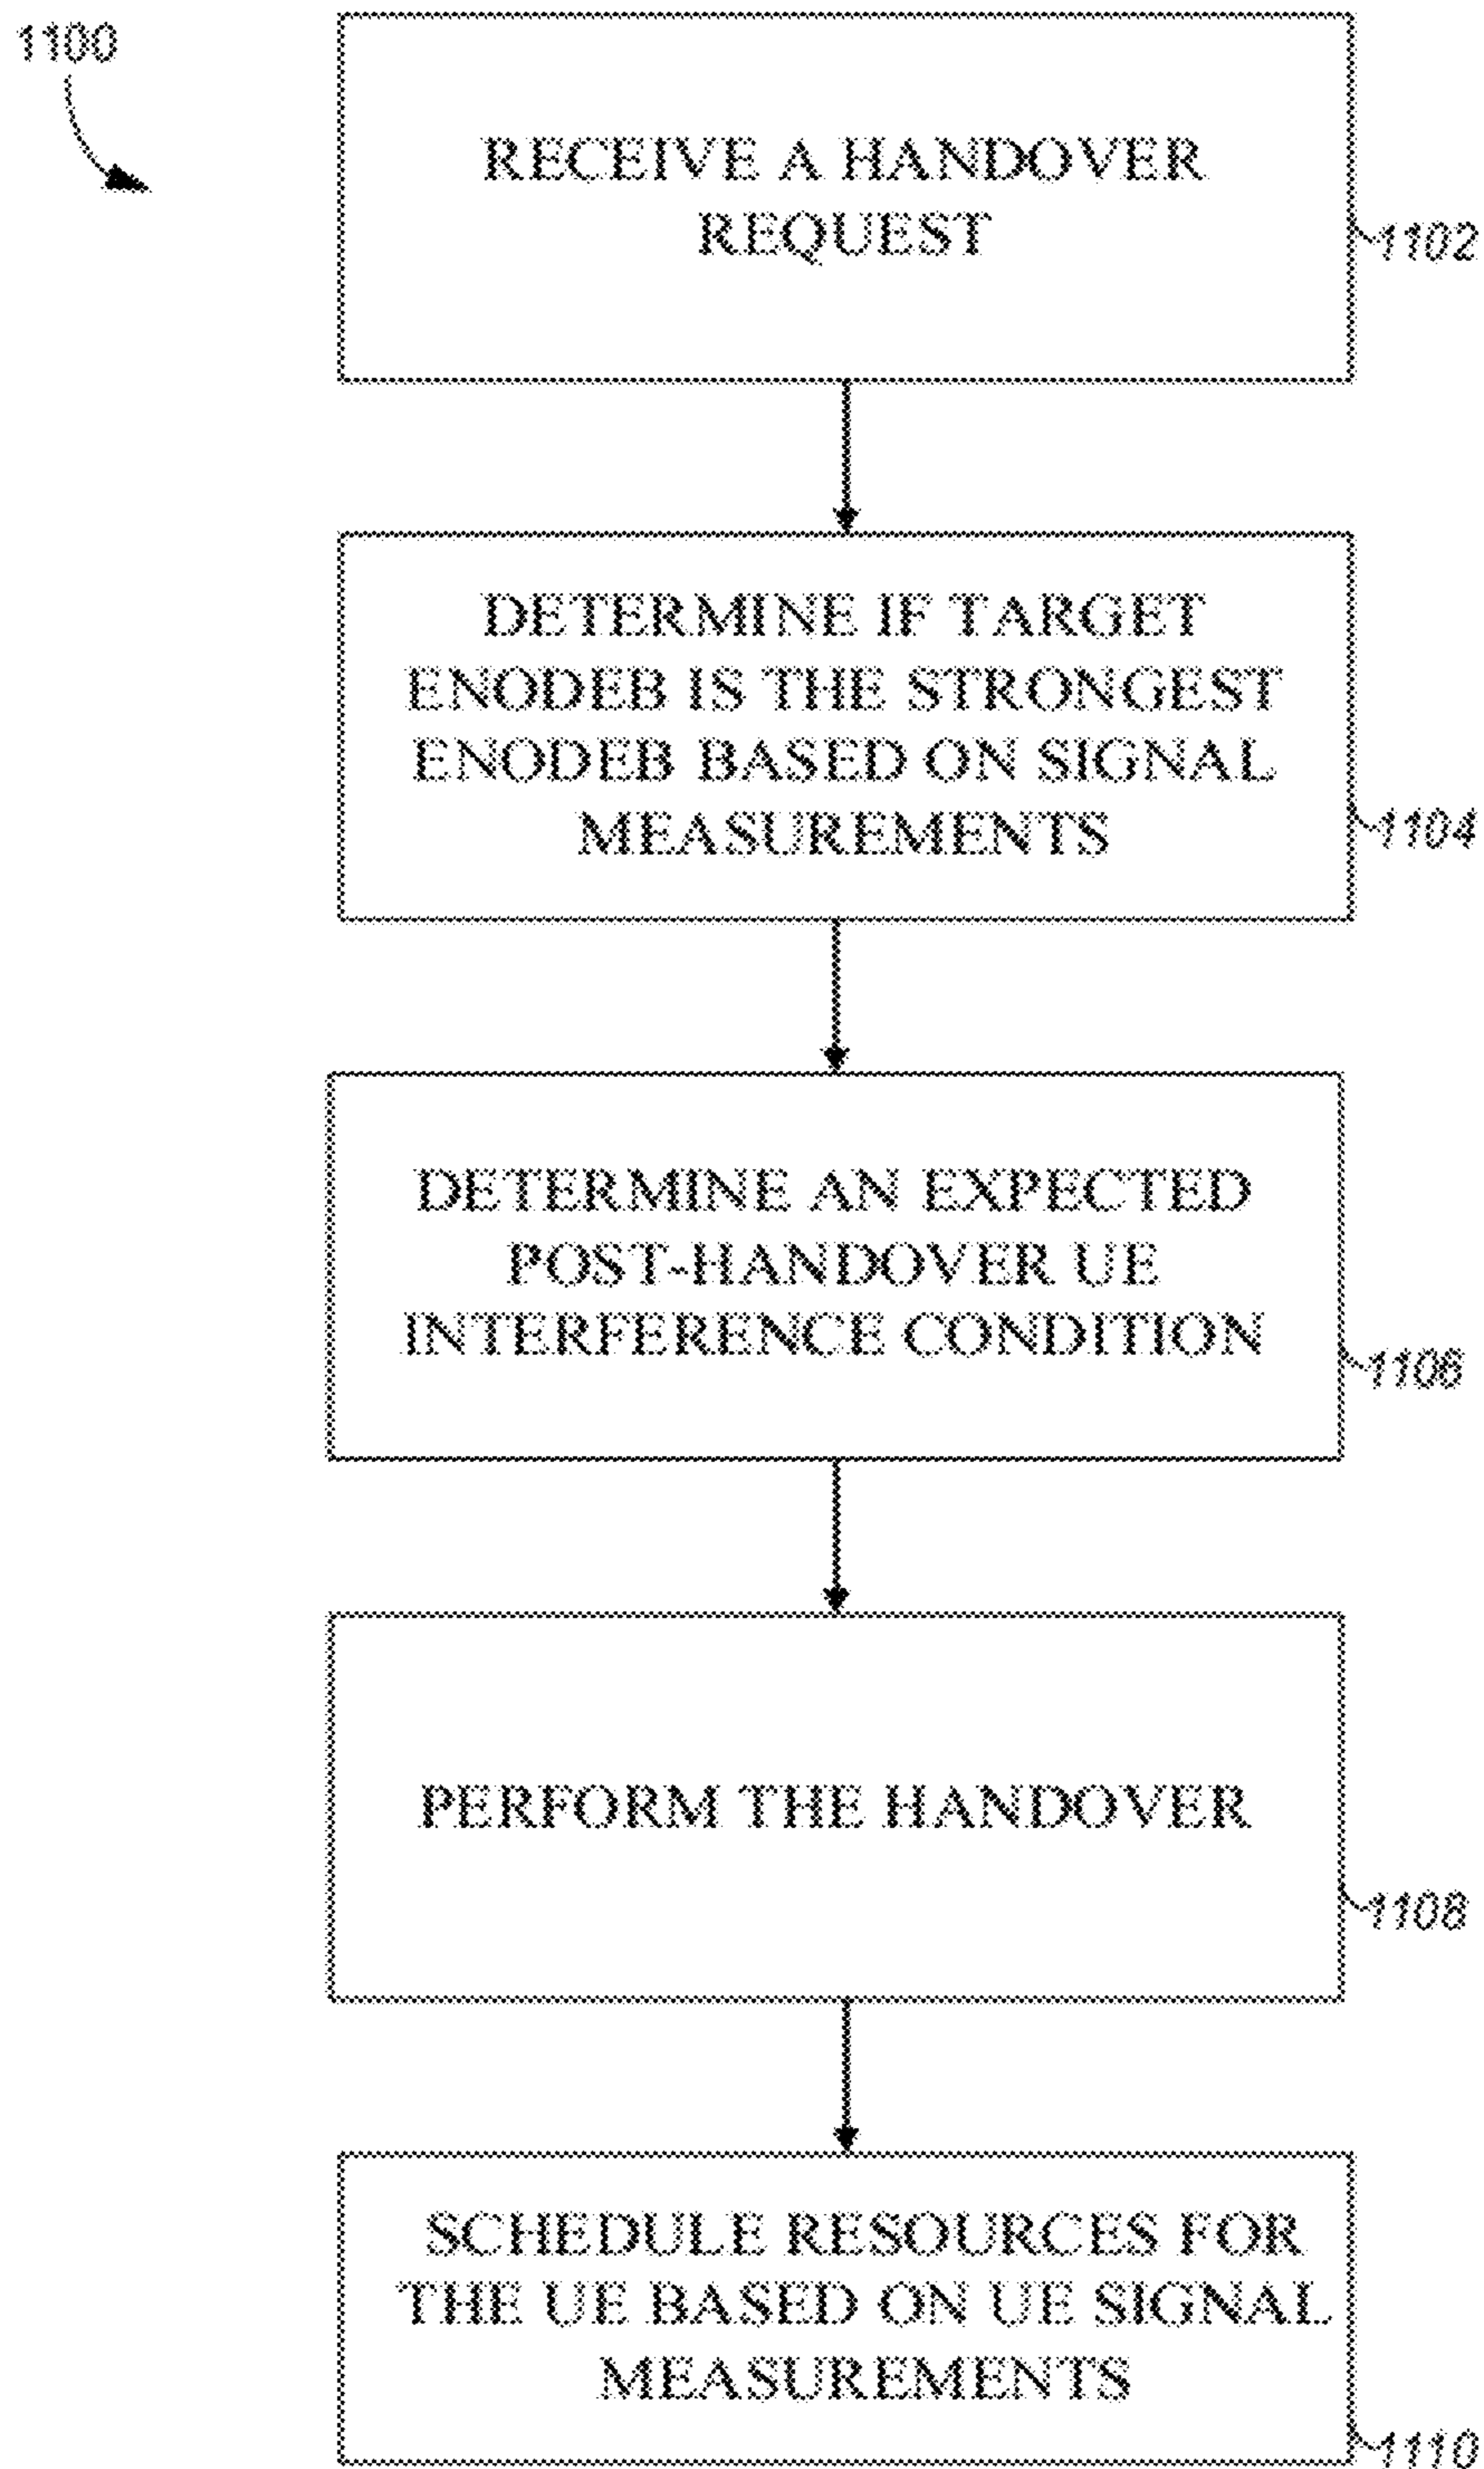 1100
RECEIVE A HANDOVER
REQUEST
1102
DETERMINE IF TARGET
ENODEB IS THE STRONGEST
ENODEB BASED ON SIGNAL
MEASUREMENTS
1104
DETERMINE AN EXPECTED
POST-HANDOVER UE
INTERFERENCE CONDITION
1106
PERFORM THE HANDOVER
1108
SCHEDULE RESOURCES FOR
THE UE BASED ON UE SIGNAL
MEASUREMENTS
1110